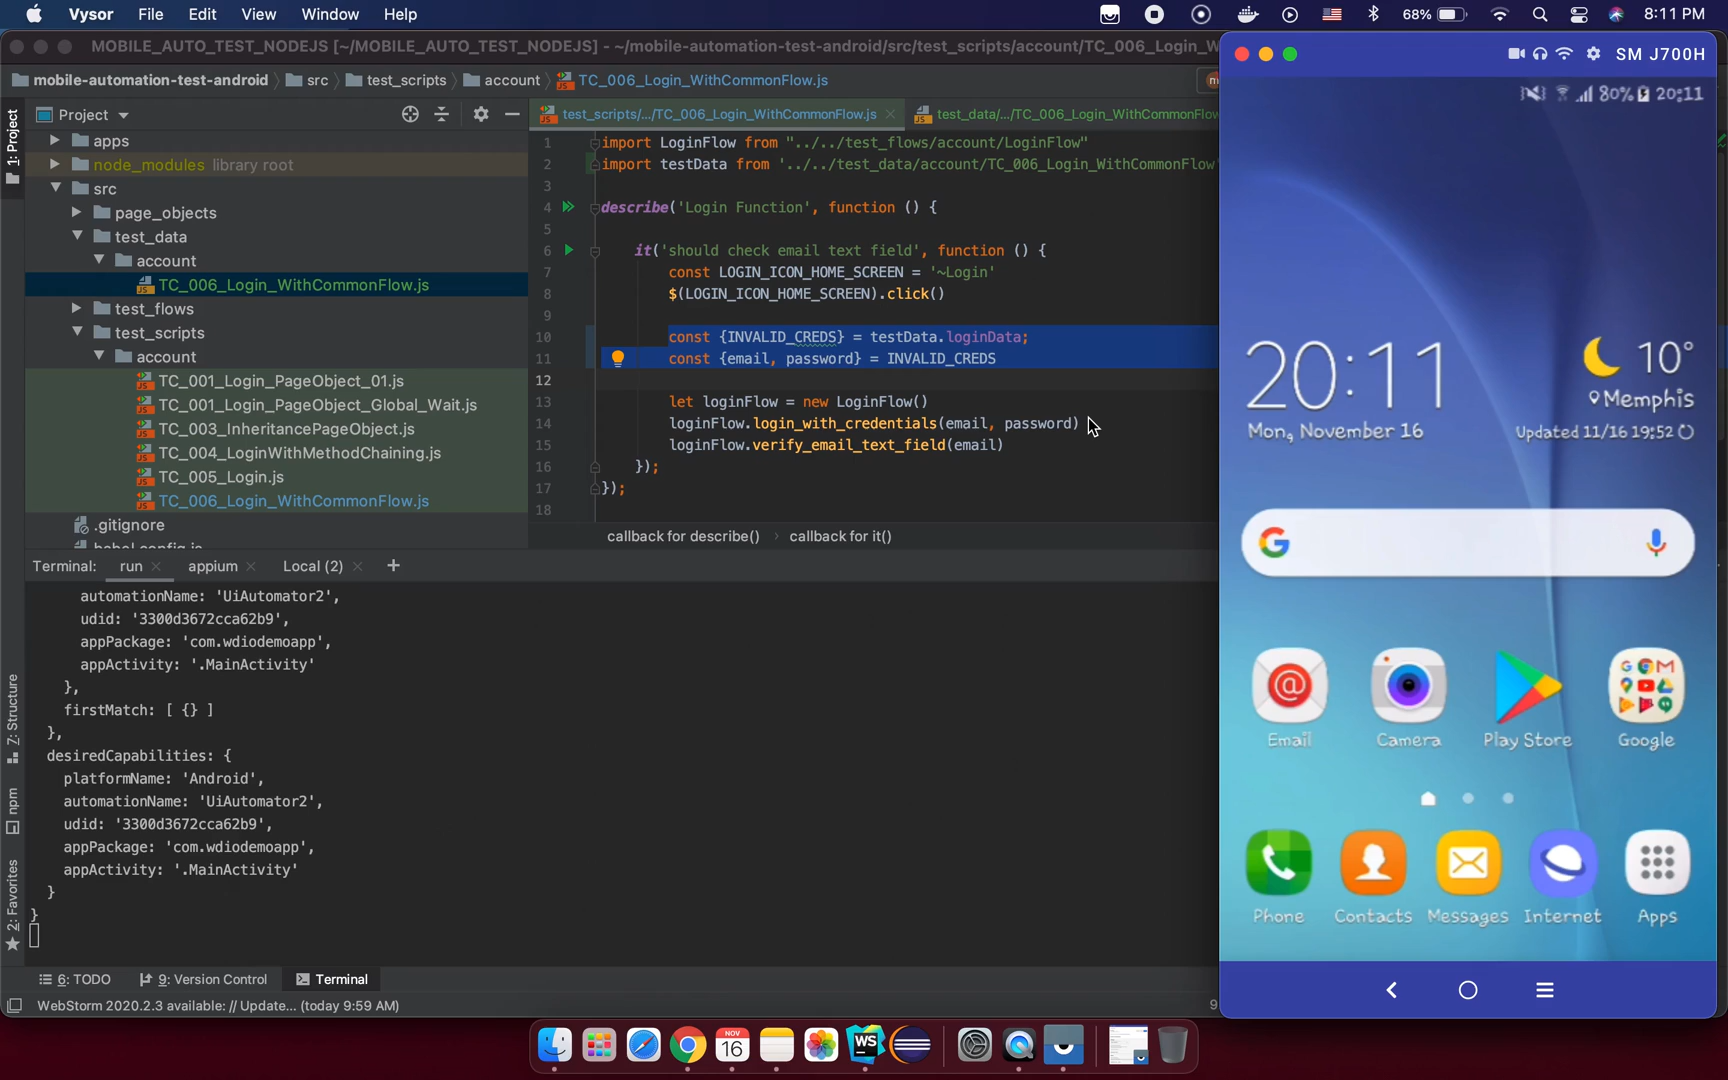 Vysor File Edit View Window Help
68%
8:11 PM
MOBILE_AUTO_TEST_NODEJS [~/MOBILE_AUTO_TEST_NODEJS] - ~/mobile-automation-test-android/src/test_scripts/account/TC_006_Login_W
SM J700H
mobile-automation-test-android src test_scripts account TC_006_Login_WithCommonFlow.js
80% 20:11
1: Project
Project
test_scripts/.../TC_006_Login_WithCommonFlow.js
test_data/.../TC_006_Login_WithCommonFlow
apps
node_modules library root
src
page_objects
test_data
account
TC_006_Login_WithCommonFlow.js
test_flows
test_scripts
account
TC_001_Login_PageObject_01.js
TC_001_Login_PageObject_Global_Wait.js
TC_003_InheritancePageObject.js
TC_004_LoginWithMethodChaining.js
TC_005_Login.js
TC_006_Login_WithCommonFlow.js
.gitignore
babel.config.js
1 import LoginFlow from "../../test_flows/account/LoginFlow"
2 import testData from '../../test_data/account/TC_006_Login_WithCommonFlow'
3
4 describe('Login Function', function () {
5
6 it('should check email text field', function () {
7 const LOGIN_ICON_HOME_SCREEN = '~Login'
8 $(LOGIN_ICON_HOME_SCREEN).click()
9
10 const {INVALID_CREDS} = testData.loginData;
11 const {email, password} = INVALID_CREDS
12
13 let loginFlow = new LoginFlow()
14 loginFlow.login_with_credentials(email, password)
15 loginFlow.verify_email_text_field(email)
16 });
17 });
18
callback for describe() › callback for it()
Terminal: run appium Local (2) +
automationName: 'UiAutomator2',
udid: '3300d3672cca62b9',
appPackage: 'com.wdiodemoapp',
appActivity: '.MainActivity'
},
firstMatch: [ {} ]
},
desiredCapabilities: {
platformName: 'Android',
automationName: 'UiAutomator2',
udid: '3300d3672cca62b9',
appPackage: 'com.wdiodemoapp',
appActivity: '.MainActivity'
}
}
7: Structure
npm
2: Favorites
6: TODO 9: Version Control Terminal
WebStorm 2020.2.3 available: // Update... (today 9:59 AM)
20:11
Mon, November 16
10°
Memphis
Updated 11/16 19:52
Email
Camera
Play Store
Google
Phone
Contacts
Messages
Internet
Apps
NOV
16
WS